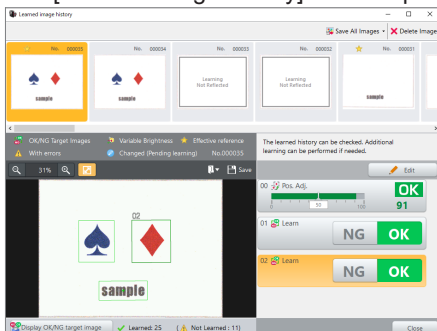 Learned image history
Save All Images
Delete Image
No. 000035
No. 000034
No. 000033
No. 000032
No. 000031
sample
sample
Learning
Not Reflected
Learning
Not Reflected
sample
OK/NG Target Images
Variable Brightness
Effective reference
With errors
Changed (Pending learning)
No.000035
The learned history can be checked. Additional
learning can be performed if needed.
31%
Save
Edit
00
Pos. Adj.
OK
0
50
100
91
01
Learn
NG
OK
02
Learn
NG
OK
02
sample
Display OK/NG target image
Learned: 25
( Not Learned : 11)
Close